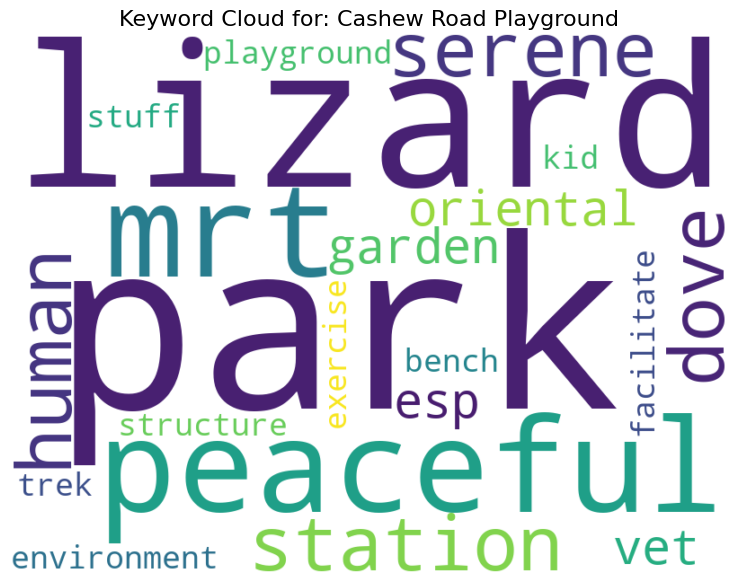 Keyword Cloud for: Cashew Road Playground
playground
serene
lizard
stuff
kid
mrt
oriental
garden
dove
human
park
exercise
facilitate
bench
esp
structure
peaceful
trek
station
vet
environment